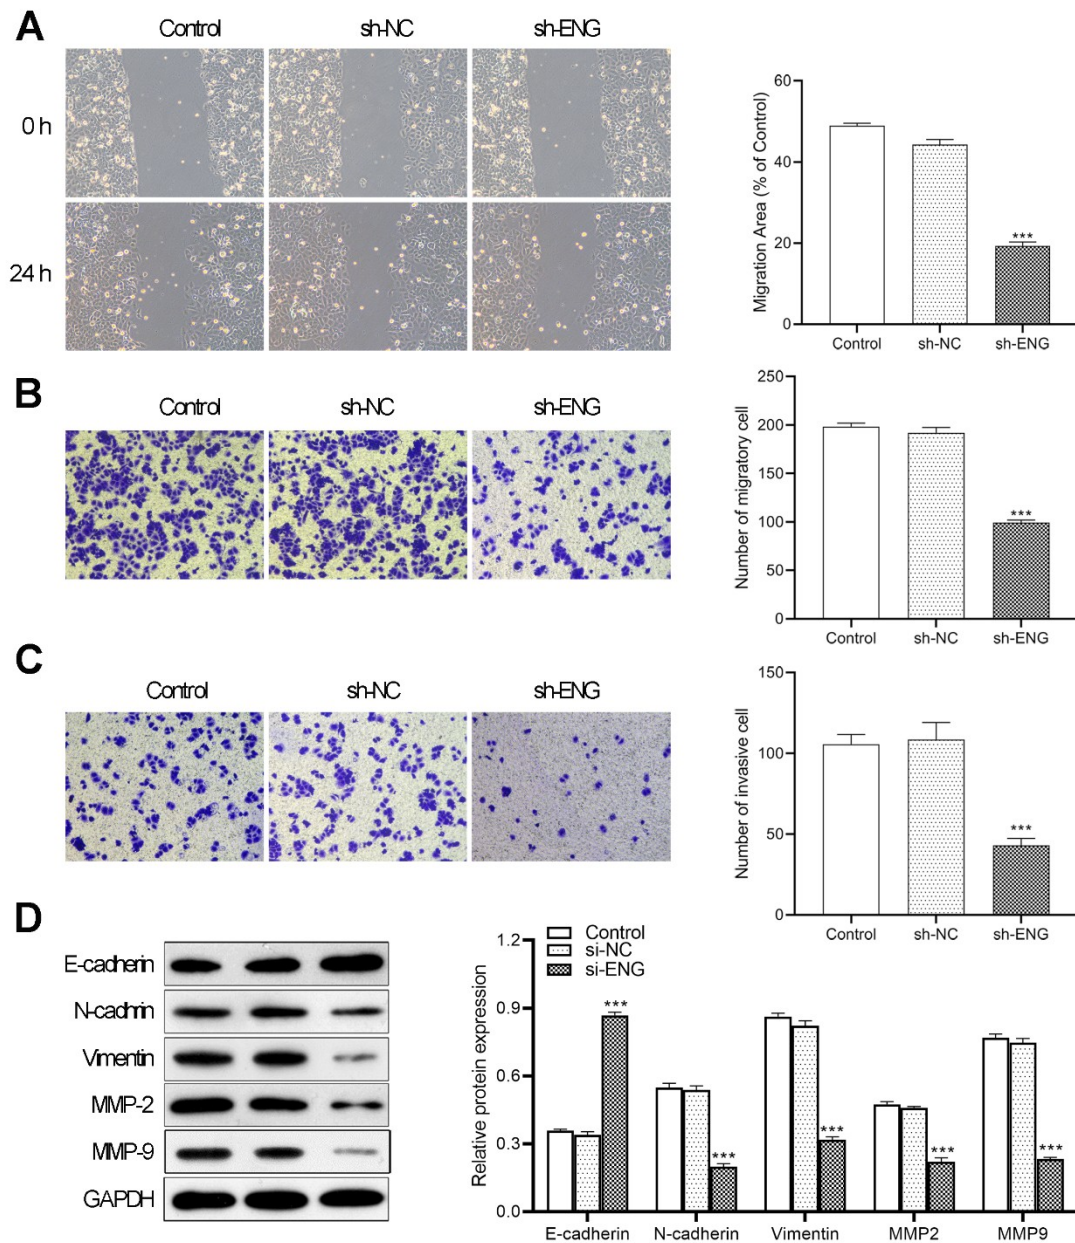 A
Control
sh-NC
sh-ENG
0 h
24 h
Migration Area (% of Control)
60
40
20
0
***
Control
sh-NC
sh-ENG
B
Control
sh-NC
sh-ENG
Number of migratory cell
250
200
150
100
50
0
***
Control
sh-NC
sh-ENG
C
Control
sh-NC
sh-ENG
Number of invasive cell
150
100
50
0
***
Control
sh-NC
sh-ENG
D
E-cadherin
N-cadhrin
Vimentin
MMP-2
MMP-9
GAPDH
Relative protein expression
1.2
0.9
0.6
0.3
0.0
Control
si-NC
si-ENG
***
***
***
***
***
E-cadherin
N-cadherin
Vimentin
MMP2
MMP9